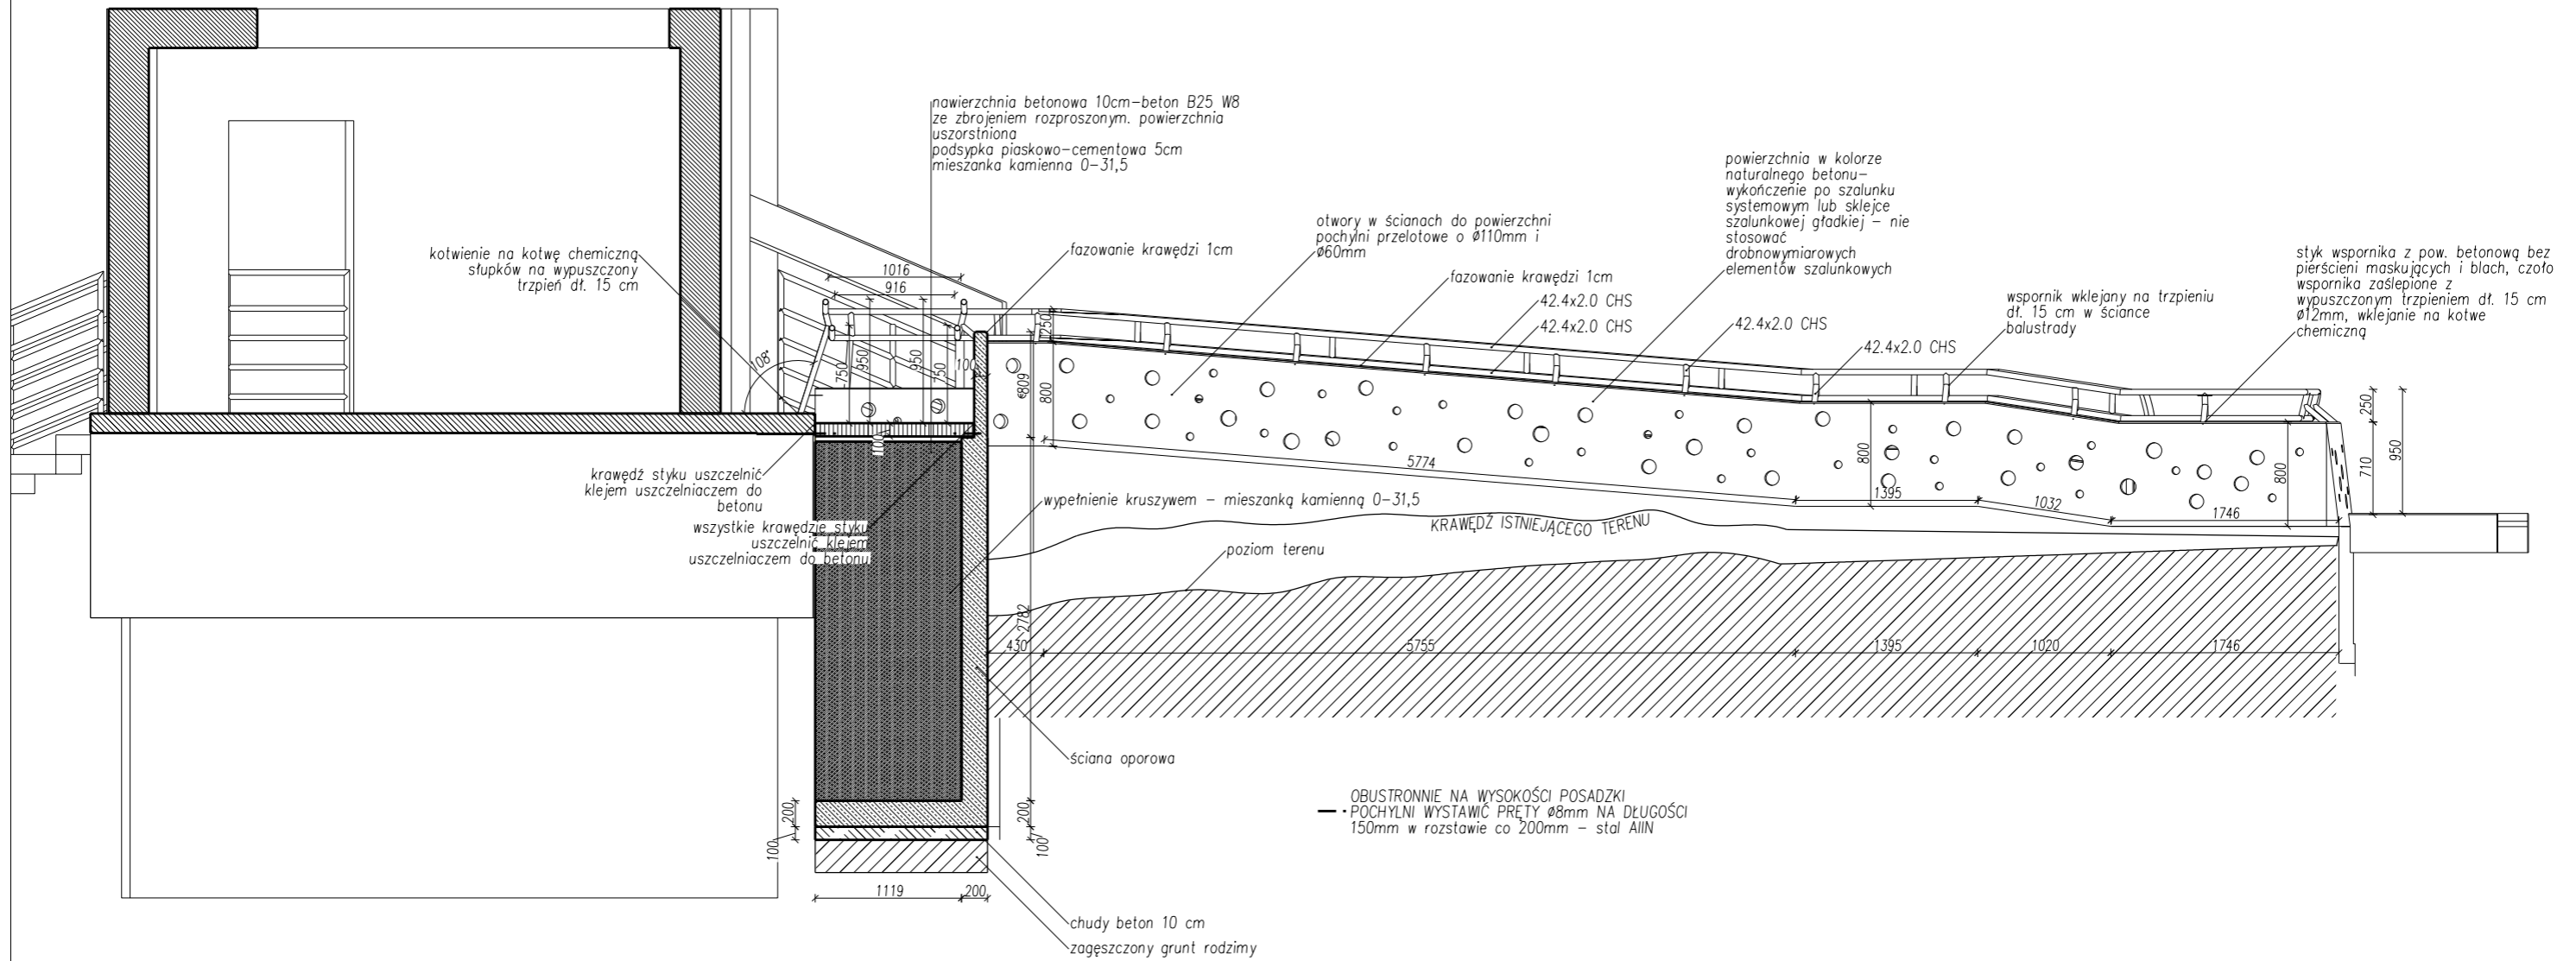 nawierzchnia betonowa 10cm-beton B25 W8
ze zbrojeniem rozproszonym. powierzchnia
uszorstniona
podsypka piaskowo-cementowa 5cm
mieszanka kamienna 0-31,5
powierzchnia w kolorze
naturalnego betonu-
wykończenie po szalunku
systemowym lub sklejce
szalunkowej gładkiej - nie
stosować
drobnowymiarowych
elementów szalunkowych
otwory w ścianach do powierzchni
pochylni przelotowe o ø110mm i
ø60mm
kotwienie na kotwę chemiczną
słupków na wypuszczony
trzpień dł. 15 cm
fazowanie krawędzi 1cm
fazowanie krawędzi 1cm
42.4x2.0 CHS
42.4x2.0 CHS
42.4x2.0 CHS
42.4x2.0 CHS
wspornik wklejany na trzpieniu
dł. 15 cm w ściance
balustrady
styk wspornika z pow. betonową bez
pierścieni maskujących i blach, czoło
wspornika zaślepione z
wypuszczonym trzpieniem dł. 15 cm
ø12mm, wklejanie na kotwe
chemiczną
1016
916
108°
750
950
950
750
100
250
809
800
100
5774
800
1395
1032
1746
800
250
710
950
krawędź styku uszczelnić
klejem uszczelniaczem do
betonu
wszystkie krawędzie styku
uszczelnić klejem
uszczelniaczem do betonu
wypełnienie kruszywem - mieszanką kamienną 0-31,5
KRAWĘDŹ ISTNIEJĄCEGO TERENU
poziom terenu
2782
430
5755
1395
1020
1746
ściana oporowa
OBUSTRONNIE NA WYSOKOŚCI POSADZKI
POCHYLNI WYSTAWIĆ PRĘTY ø8mm NA DŁUGOŚCI
150mm w rozstawie co 200mm - stal AIIN
200
100
200
100
1119
200
chudy beton 10 cm
zagęszczony grunt rodzimy